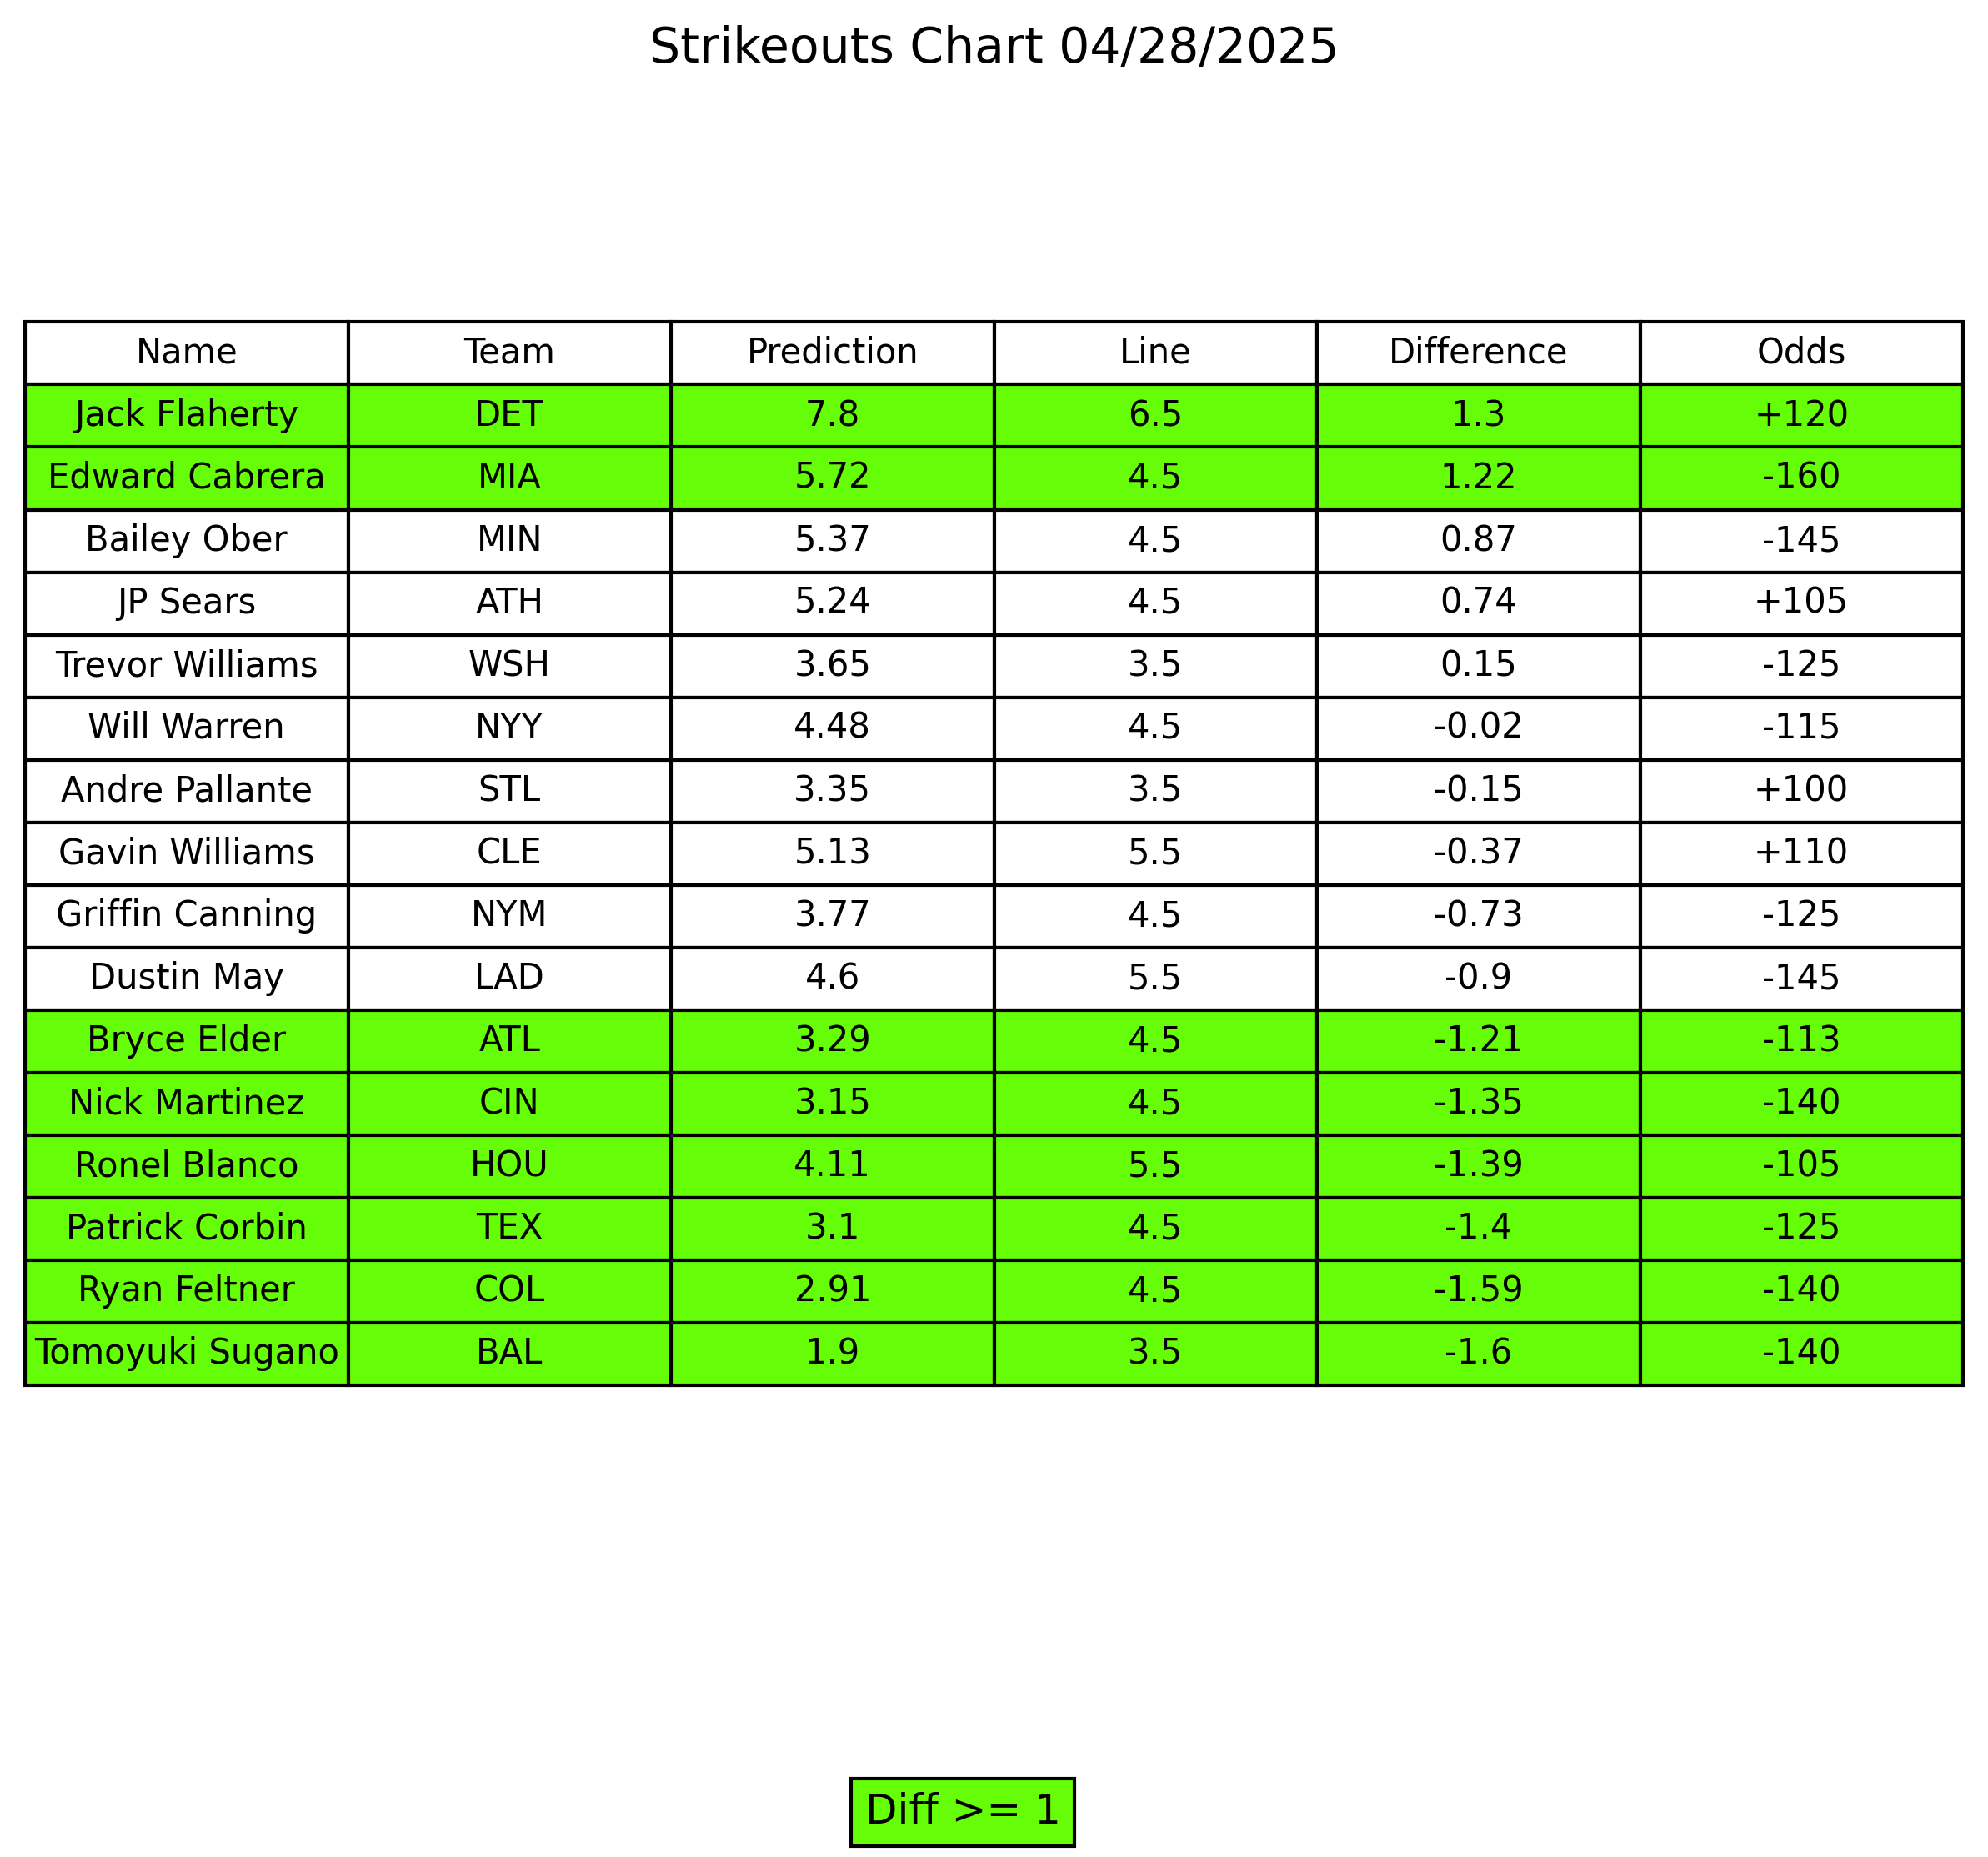 Strikeouts Chart 04/28/2025
Name Team Prediction Line Difference Odds
Jack Flaherty DET 7.8 6.5 1.3 +120
Edward Cabrera MIA 5.72 4.5 1.22 -160
Bailey Ober MIN 5.37 4.5 0.87 -145
JP Sears ATH 5.24 4.5 0.74 +105
Trevor Williams WSH 3.65 3.5 0.15 -125
Will Warren NYY 4.48 4.5 -0.02 -115
Andre Pallante STL 3.35 3.5 -0.15 +100
Gavin Williams CLE 5.13 5.5 -0.37 +110
Griffin Canning NYM 3.77 4.5 -0.73 -125
Dustin May LAD 4.6 5.5 -0.9 -145
Bryce Elder ATL 3.29 4.5 -1.21 -113
Nick Martinez CIN 3.15 4.5 -1.35 -140
Ronel Blanco HOU 4.11 5.5 -1.39 -105
Patrick Corbin TEX 3.1 4.5 -1.4 -125
Ryan Feltner COL 2.91 4.5 -1.59 -140
Tomoyuki Sugano BAL 1.9 3.5 -1.6 -140
Diff >= 1